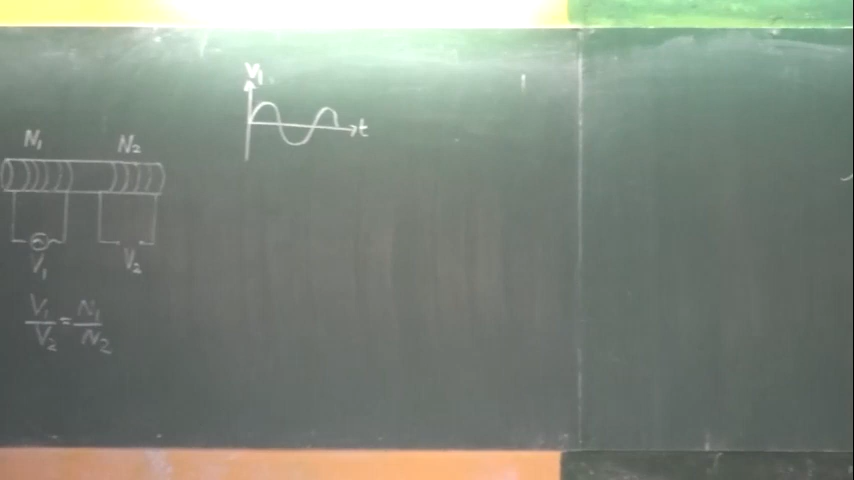 V₁
t
N₁ N₂
V₁ V₂
V₁/V₂ = N₁/N₂